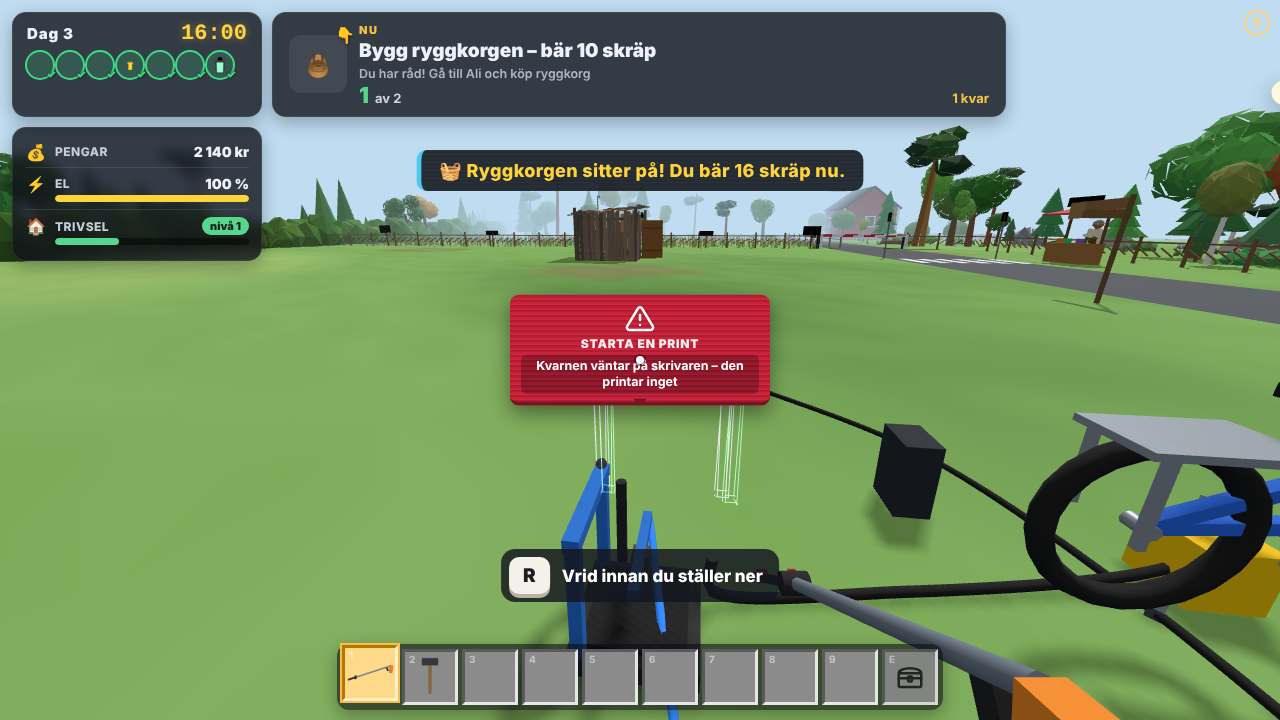 Dag 3
16:00
NU
Bygg ryggkorgen – bär 10 skräp
Du har råd! Gå till Ali och köp ryggkorg
1 av 2
1 kvar
PENGAR
2 140 kr
EL
100 %
TRIVSEL
nivå 1
Ryggkorgen sitter på! Du bär 16 skräp nu.
STARTA EN PRINT
Kvarnen väntar på skrivaren – den
printar inget
R
Vrid innan du ställer ner
1
2
3
4
5
6
7
8
9
E